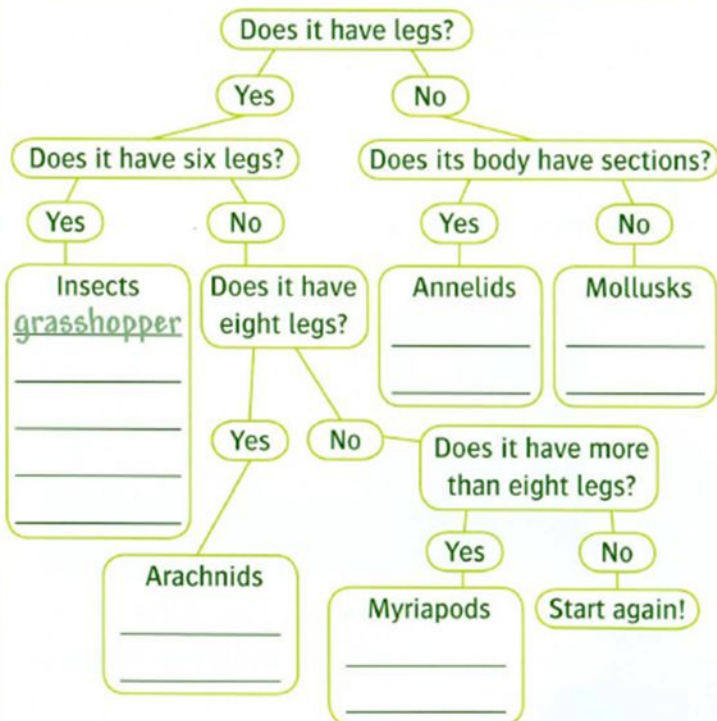 Does it have legs?
Yes
No
Does it have six legs?
Does its body have sections?
Yes
No
Yes
No
Insects
grasshopper
Does it have
eight legs?
Annelids
Mollusks
Yes
No
Does it have more
than eight legs?
Yes
No
Arachnids
Myriapods
Start again!